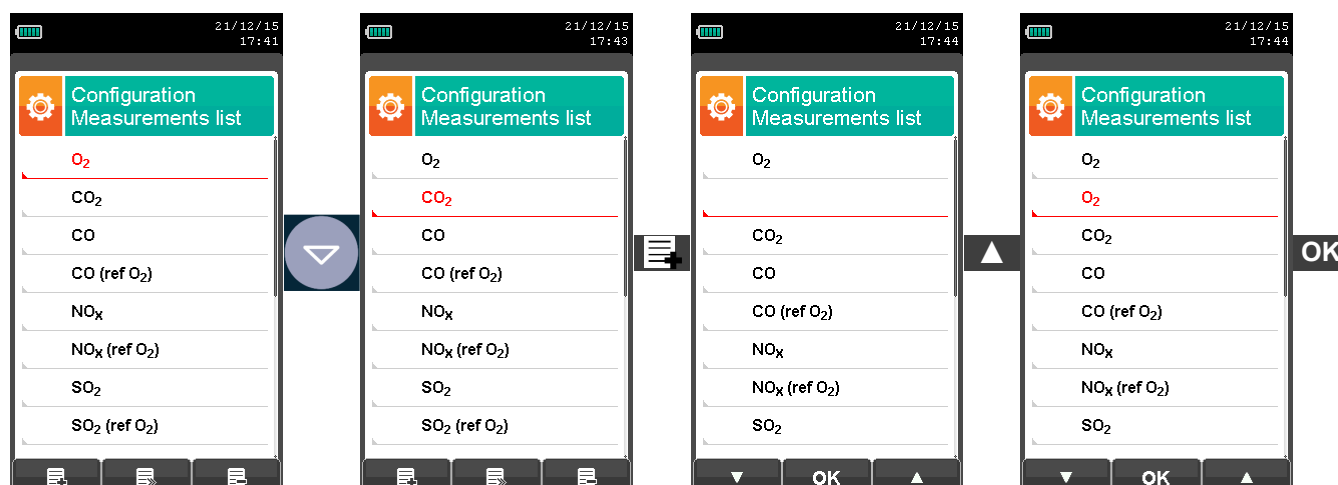 21/12/15
17:41
Configuration
Measurements list
O₂
CO₂
CO
CO (ref O₂)
NOx
NOx (ref O₂)
SO₂
SO₂ (ref O₂)
21/12/15
17:43
Configuration
Measurements list
O₂
CO₂
CO
CO (ref O₂)
NOx
NOx (ref O₂)
SO₂
SO₂ (ref O₂)
21/12/15
17:44
Configuration
Measurements list
O₂
CO₂
CO
CO (ref O₂)
NOx
NOx (ref O₂)
SO₂
OK
21/12/15
17:44
Configuration
Measurements list
O₂
O₂
CO₂
CO
CO (ref O₂)
NOx
NOx (ref O₂)
SO₂
OK
OK